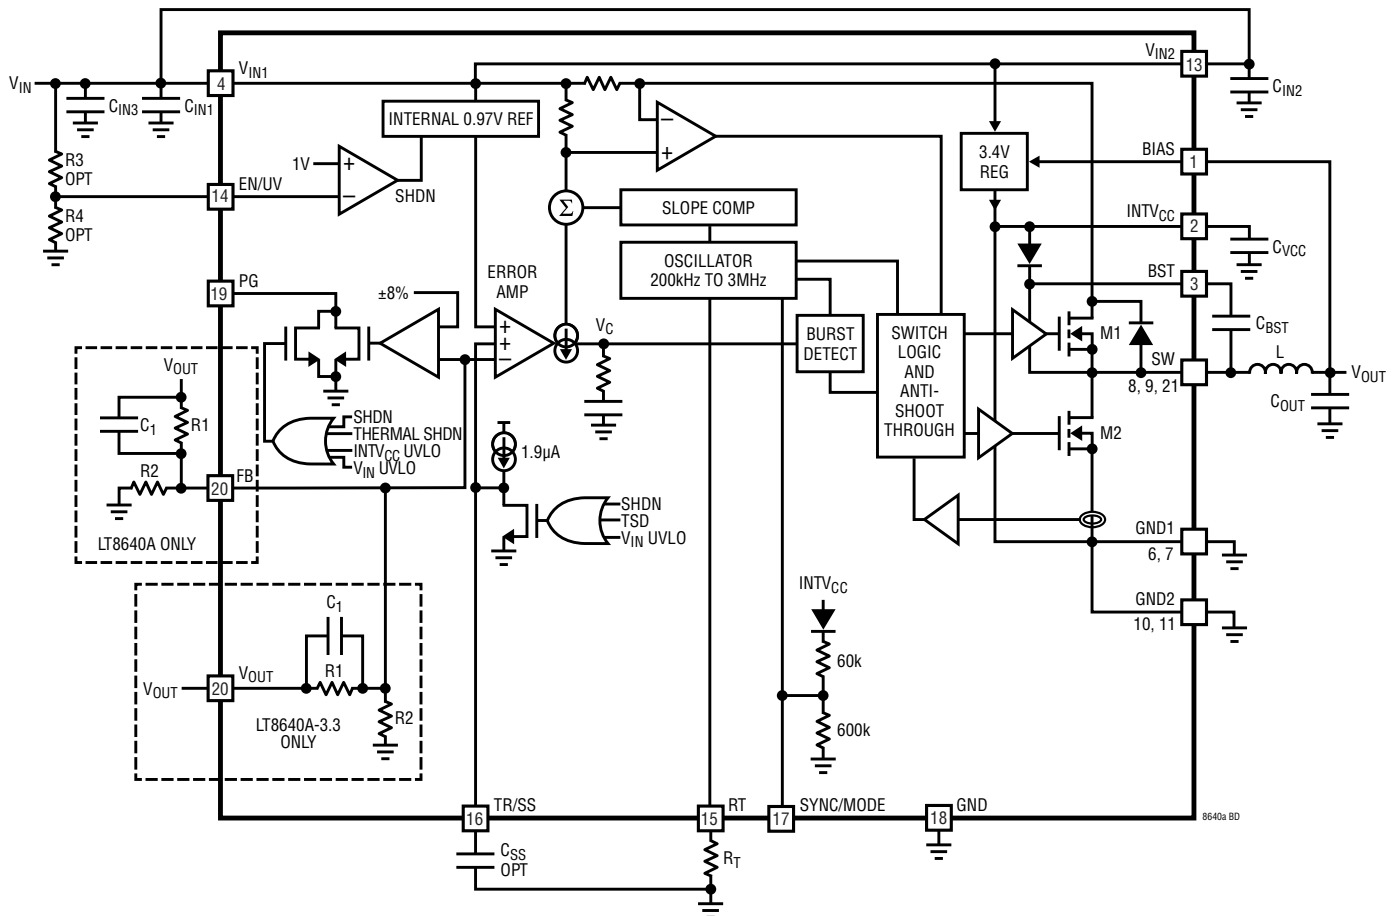 VIN
4
VIN1
CIN3
CIN1
R3
OPT
R4
OPT
14
EN/UV
1V
+
−
SHDN
INTERNAL 0.97V REF
−
+
Σ
SLOPE COMP
OSCILLATOR
200kHz TO 3MHz
VIN2
13
CIN2
3.4V
REG
BIAS
1
INTVCC
2
CVCC
BST
3
CBST
19
PG
±8%
ERROR
AMP
+
+
−
VC
BURST
DETECT
SWITCH
LOGIC
AND
ANTI-
SHOOT
THROUGH
M1
SW
8, 9, 21
L
VOUT
COUT
M2
VOUT
C1
R1
R2
20
FB
LT8640A ONLY
SHDN
THERMAL SHDN
INTVCC UVLO
VIN UVLO
1.9µA
SHDN
TSD
VIN UVLO
GND1
6, 7
GND2
10, 11
C1
R1
VOUT
20
VOUT
R2
LT8640A-3.3
ONLY
INTVCC
60k
600k
16
TR/SS
15
RT
17
SYNC/MODE
18
GND
CSS
OPT
RT
8640a BD